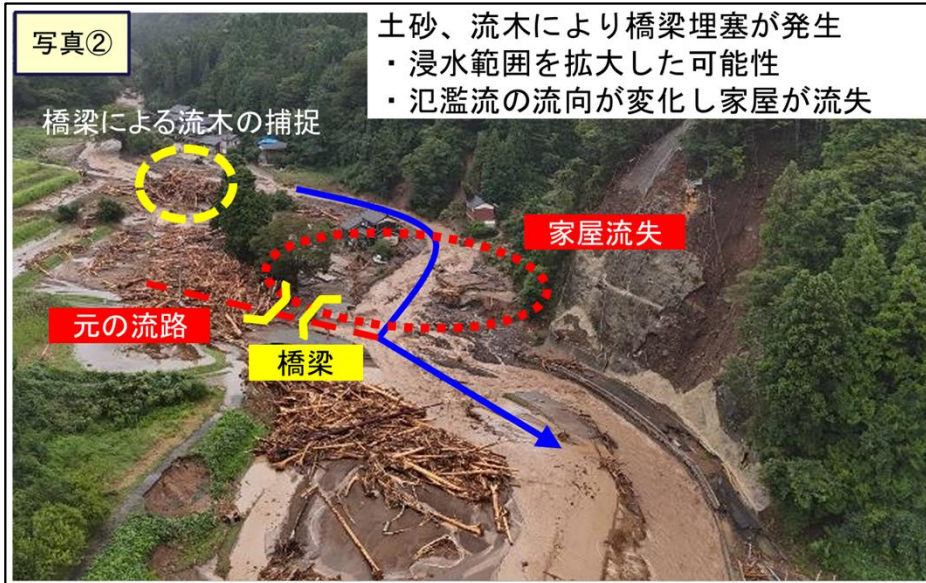 写真②
土砂、流木により橋梁埋塞が発生
・浸水範囲を拡大した可能性
・氾濫流の流向が変化し家屋が流失
橋梁による流木の捕捉
家屋流失
元の流路
橋梁